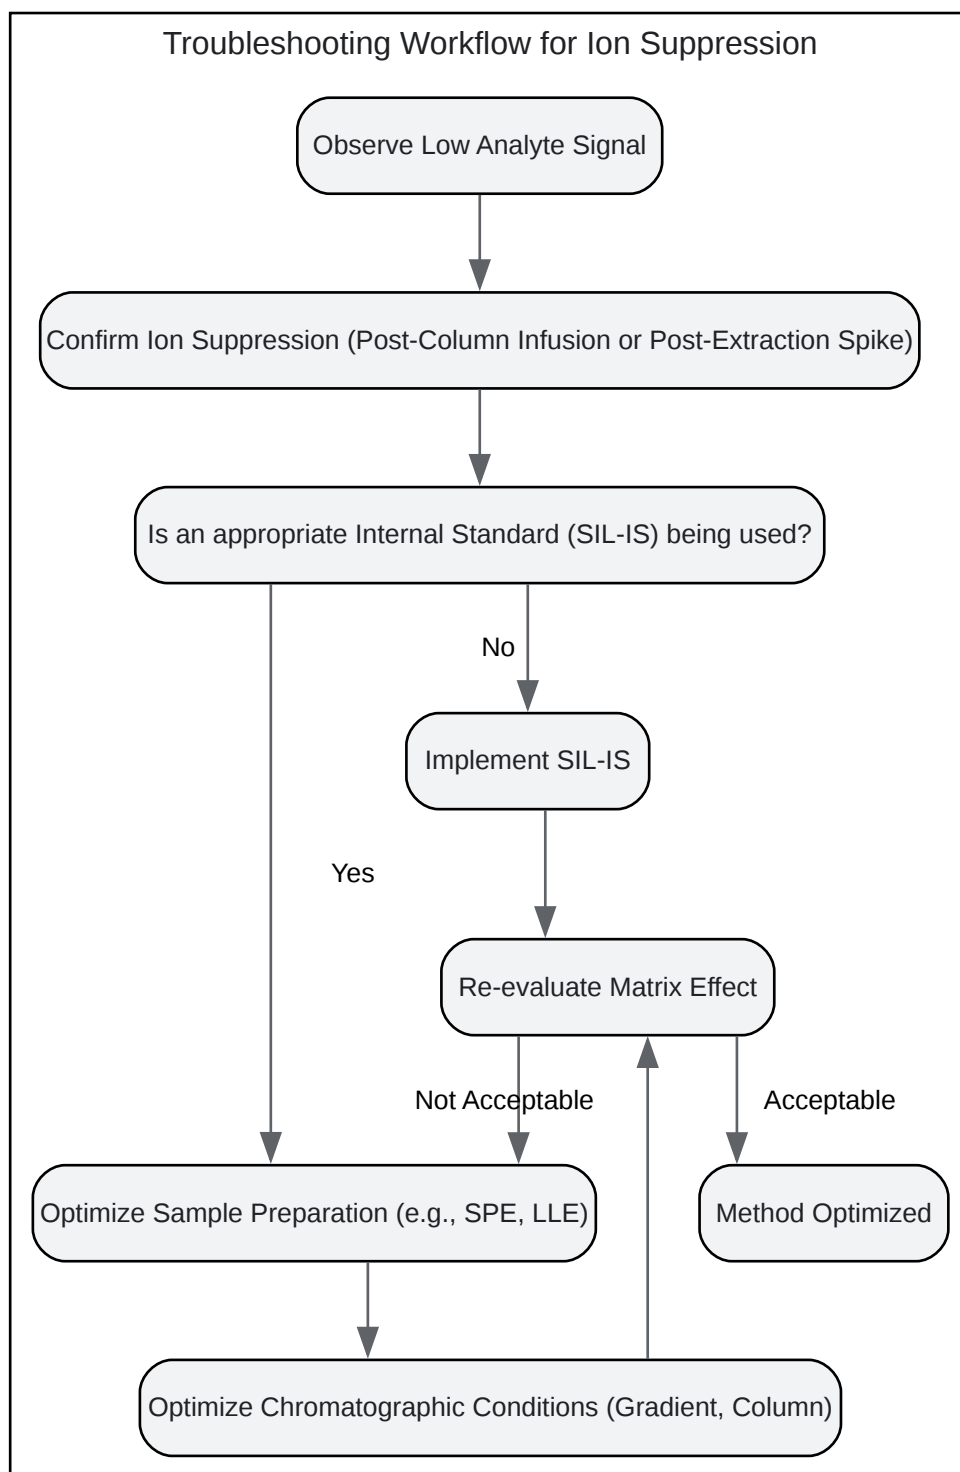 Troubleshooting Workflow for Ion Suppression
Observe Low Analyte Signal
Confirm Ion Suppression (Post-Column Infusion or Post-Extraction Spike)
Is an appropriate Internal Standard (SIL-IS) being used?
No
Implement SIL-IS
Yes
Re-evaluate Matrix Effect
Not Acceptable
Acceptable
Optimize Sample Preparation (e.g., SPE, LLE)
Method Optimized
Optimize Chromatographic Conditions (Gradient, Column)